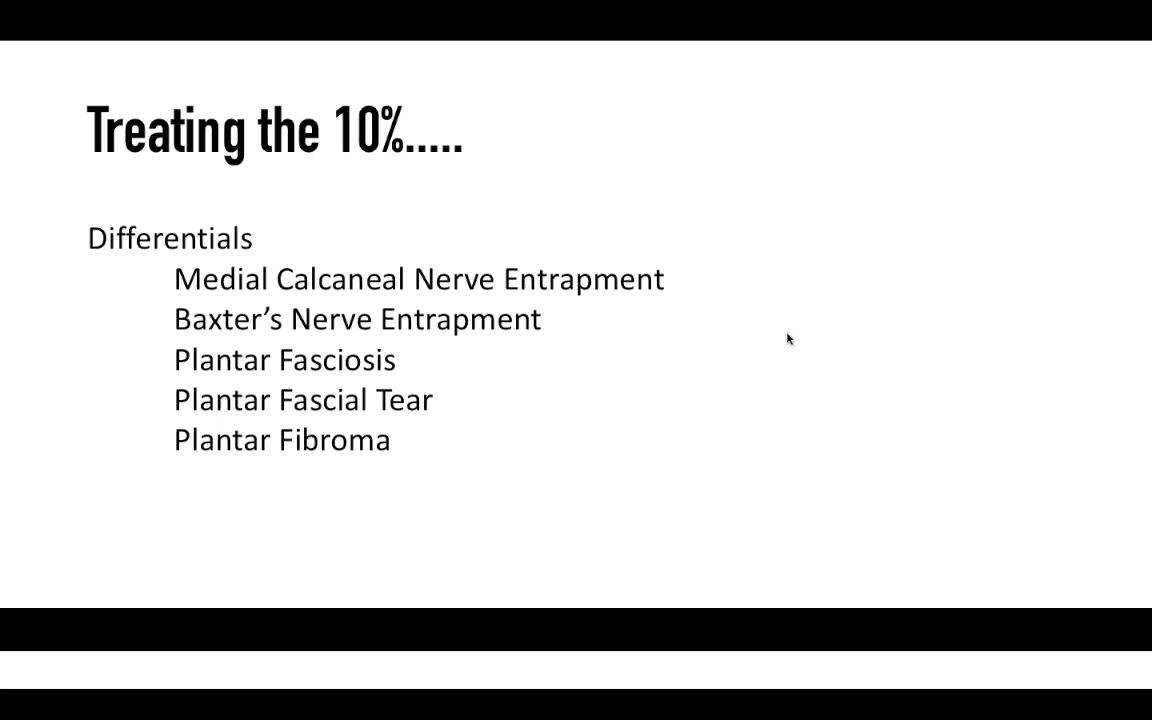 Treating the 10%.....
Differentials
Medial Calcaneal Nerve Entrapment
Baxter’s Nerve Entrapment
Plantar Fasciosis
Plantar Fascial Tear
Plantar Fibroma